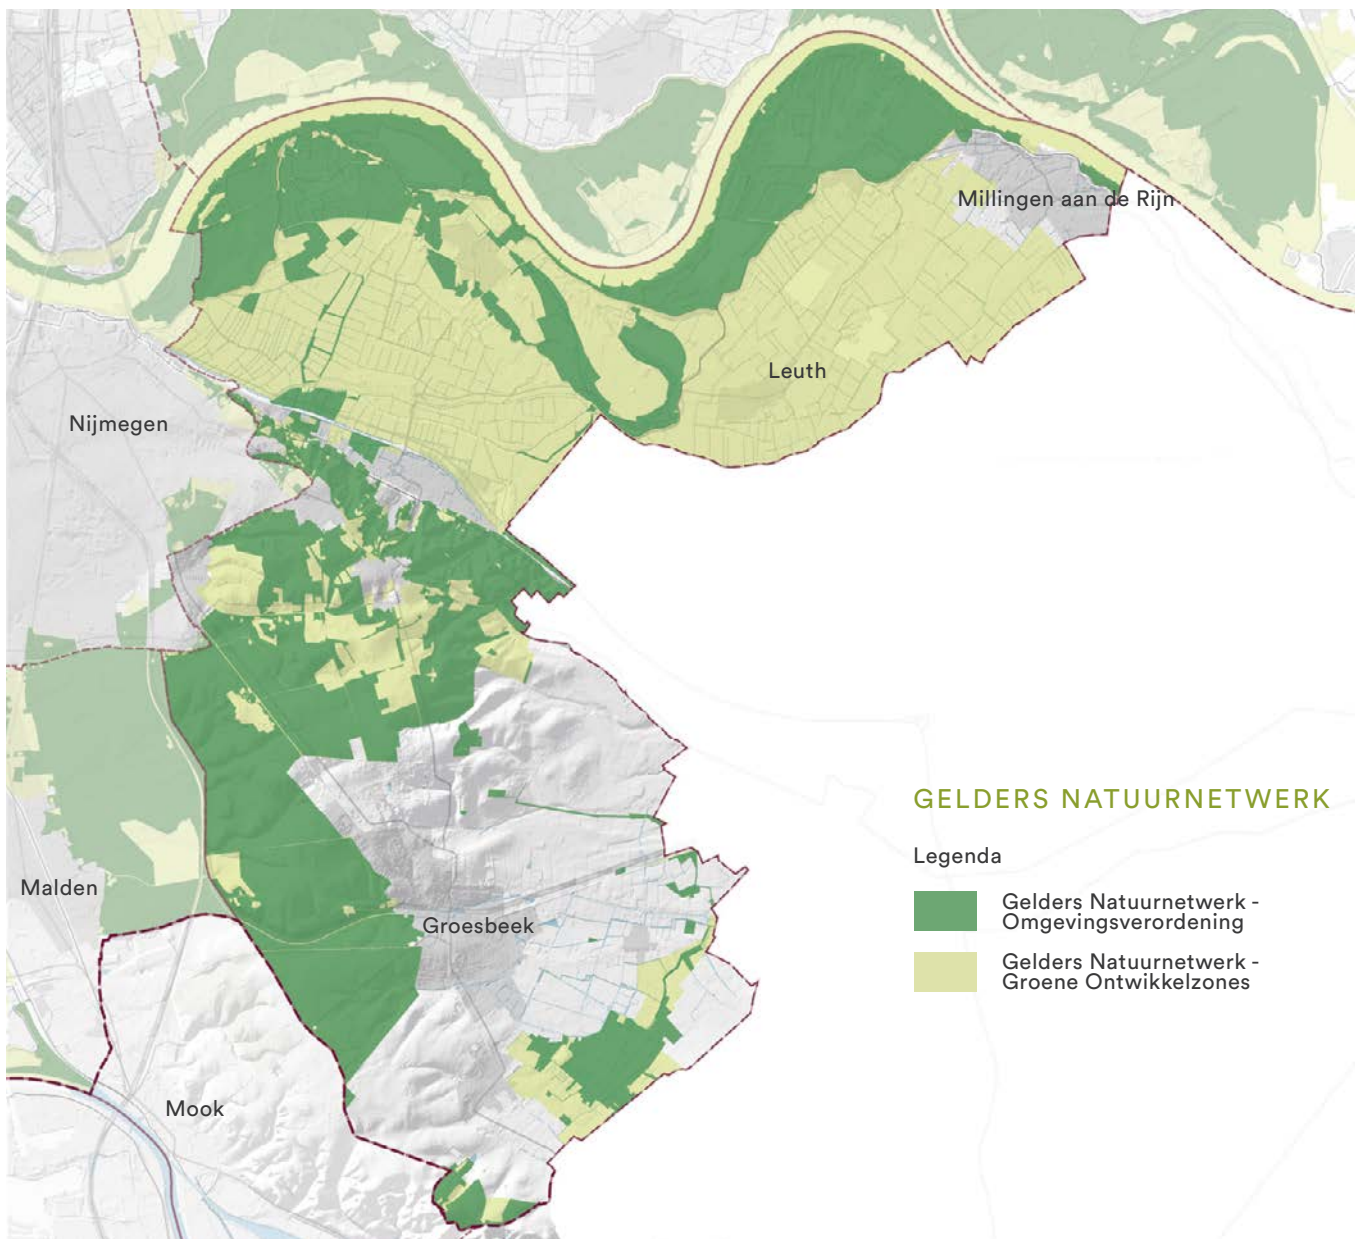 Millingen aan de Rijn
Leuth
Nijmegen
GELDERS NATUURNETWERK
Legenda
Gelders Natuurnetwerk -
Omgevingsverordening
Gelders Natuurnetwerk -
Groene Ontwikkelzones
Malden
Groesbeek
Mook